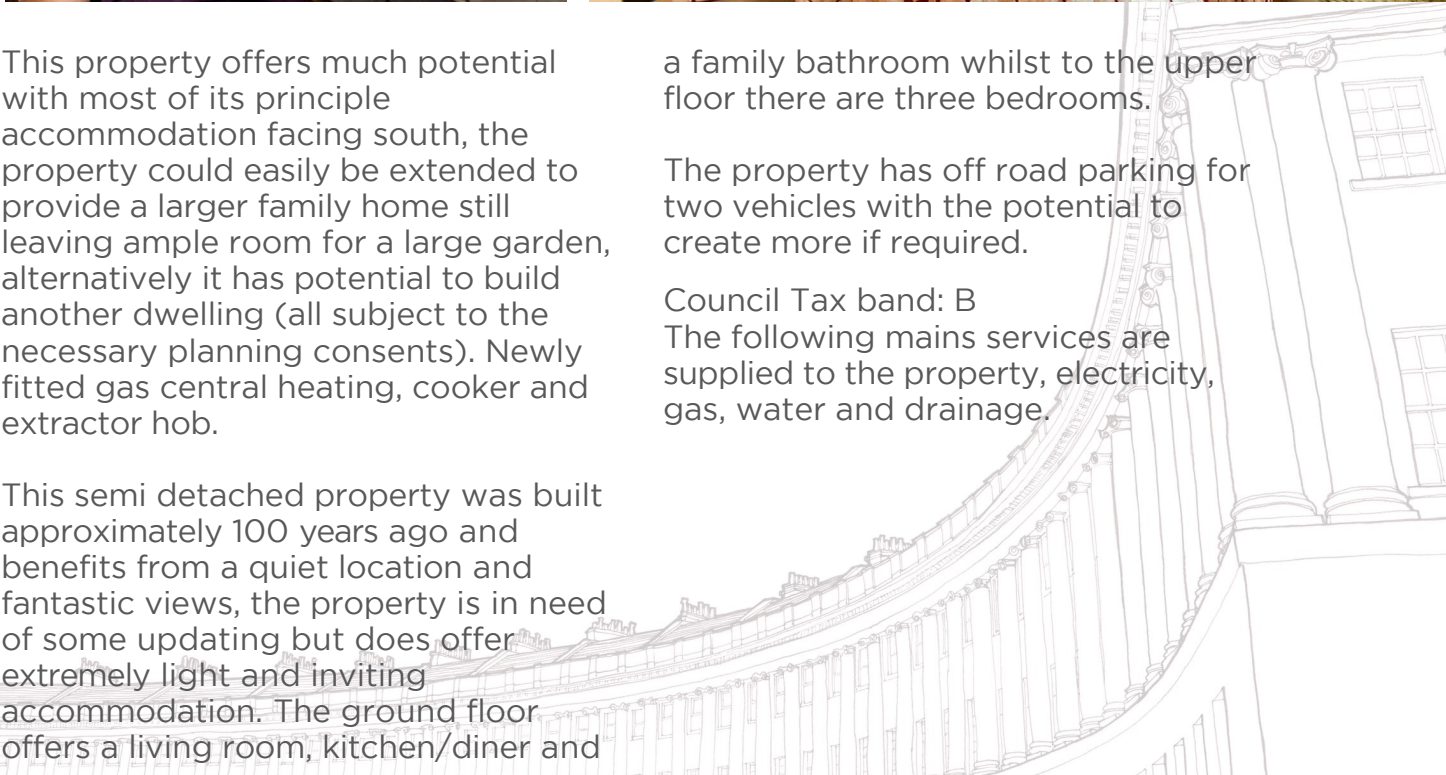 This property offers much potential
with most of its principle
accommodation facing south, the
property could easily be extended to
provide a larger family home still
leaving ample room for a large garden,
alternatively it has potential to build
another dwelling (all subject to the
necessary planning consents). Newly
fitted gas central heating, cooker and
extractor hob.
This semi detached property was built
approximately 100 years ago and
benefits from a quiet location and
fantastic views, the property is in need
of some updating but does offer
extremely light and inviting
accommodation. The ground floor
offers a living room, kitchen/diner and
a family bathroom whilst to the upper
floor there are three bedrooms.
The property has off road parking for
two vehicles with the potential to
create more if required.
Council Tax band: B
The following mains services are
supplied to the property, electricity,
gas, water and drainage.